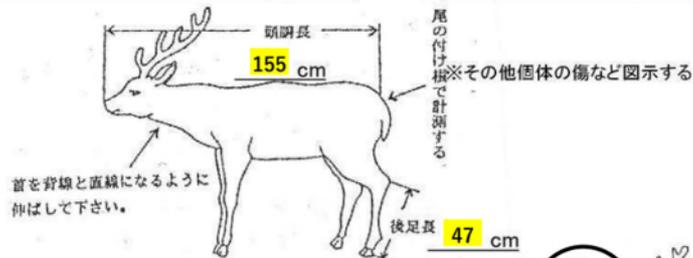 頭胴長
155 cm
尾の付け根で計測する
※その他個体の傷など図示する
首を背線と直線になるように
伸ばして下さい。
後足長 47 cm